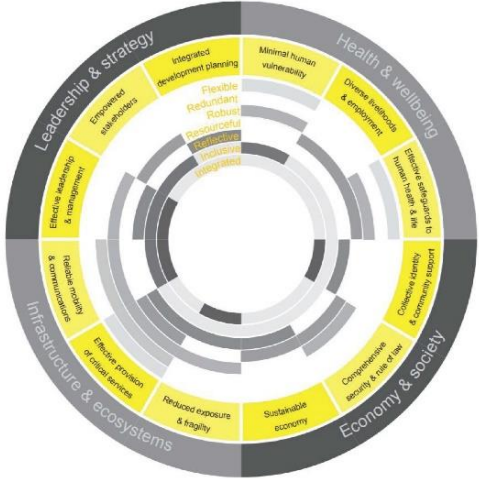 Leadership & strategy
Health & wellbeing
Economy & society
Infrastructure & ecosystems
Minimal human
vulnerability
Diverse livelihoods
& employment
Effective safeguards to
human health & life
Collective identity
& community support
Comprehensive
security & rule of law
Sustainable
economy
Reduced exposure
& fragility
Effective provision
of critical services
Reliable mobility
& communications
Effective leadership
& management
Empowered
stakeholders
Integrated
development planning
Flexible
Redundant
Robust
Resourceful
Reflective
Inclusive
Integrated